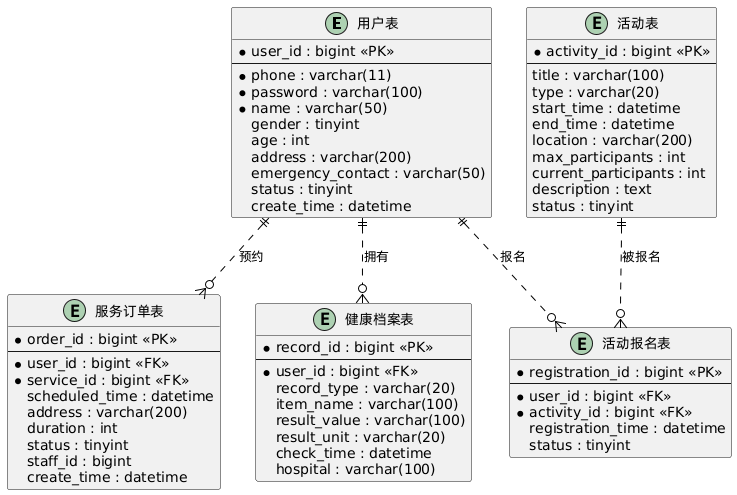 E 用户表
* user_id : bigint «PK»
* phone : varchar(11)
* password : varchar(100)
* name : varchar(50)
gender : tinyint
age : int
address : varchar(200)
emergency_contact : varchar(50)
status : tinyint
create_time : datetime
E 活动表
* activity_id : bigint «PK»
title : varchar(100)
type : varchar(20)
start_time : datetime
end_time : datetime
location : varchar(200)
max_participants : int
current_participants : int
description : text
status : tinyint
预约
拥有
报名
被报名
E 服务订单表
* order_id : bigint «PK»
* user_id : bigint «FK»
* service_id : bigint «FK»
scheduled_time : datetime
address : varchar(200)
duration : int
status : tinyint
staff_id : bigint
create_time : datetime
E 健康档案表
* record_id : bigint «PK»
* user_id : bigint «FK»
record_type : varchar(20)
item_name : varchar(100)
result_value : varchar(100)
result_unit : varchar(20)
check_time : datetime
hospital : varchar(100)
E 活动报名表
* registration_id : bigint «PK»
* user_id : bigint «FK»
* activity_id : bigint «FK»
registration_time : datetime
status : tinyint